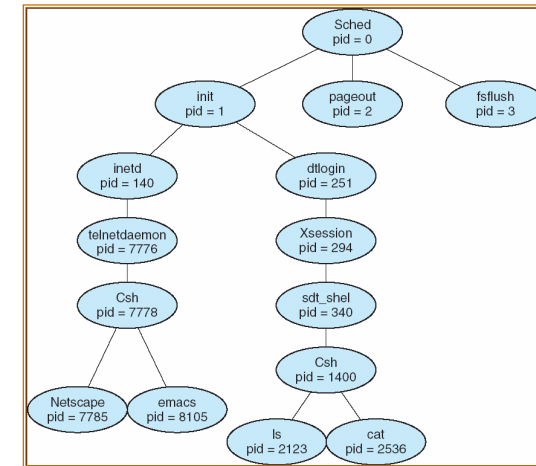 Sched
pid = 0
init
pid = 1
pageout
pid = 2
fsflush
pid = 3
inetd
pid = 140
dtlogin
pid = 251
telnetdaemon
pid = 7776
Xsession
pid = 294
Csh
pid = 7778
sdt_shel
pid = 340
Csh
pid = 1400
Netscape
pid = 7785
emacs
pid = 8105
ls
pid = 2123
cat
pid = 2536